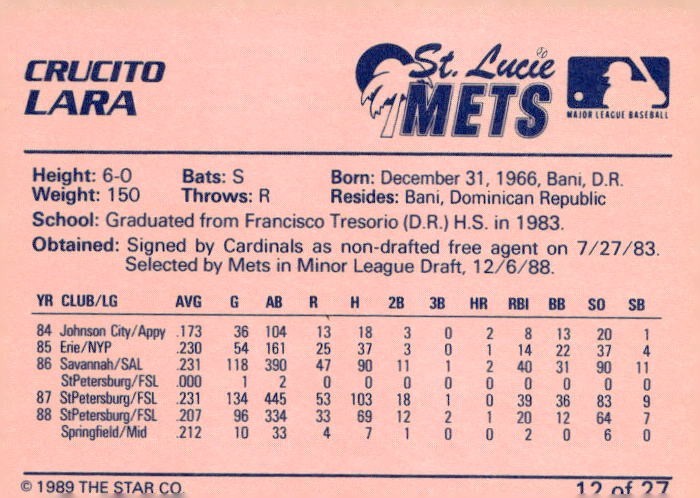 CRUCITO
LARA
St. Lucie
METS
MAJOR LEAGUE BASEBALL
Height: 6-0 Bats: S Born: December 31, 1966, Bani, D.R.
Weight: 150 Throws: R Resides: Bani, Dominican Republic
School: Graduated from Francisco Tresorio (D.R.) H.S. in 1983.
Obtained: Signed by Cardinals as non-drafted free agent on 7/27/83.
Selected by Mets in Minor League Draft, 12/6/88.
YR CLUB/LG AVG G AB R H 2B 3B HR RBI BB SO SB
84 Johnson City/Appy .173 36 104 13 18 3 0 2 8 13 20 1
85 Erie/NYP .230 54 161 25 37 3 0 1 14 22 37 4
86 Savannah/SAL .231 118 390 47 90 11 1 2 40 31 90 11
StPetersburg/FSL .000 1 2 0 0 0 0 0 0 0 0 0
87 StPetersburg/FSL .231 134 445 53 103 18 1 0 39 36 83 9
88 StPetersburg/FSL .207 96 334 33 69 12 2 1 20 12 64 7
Springfield/Mid .212 10 33 4 7 1 0 0 2 0 6 0
© 1989 THE STAR CO. 12 of 27